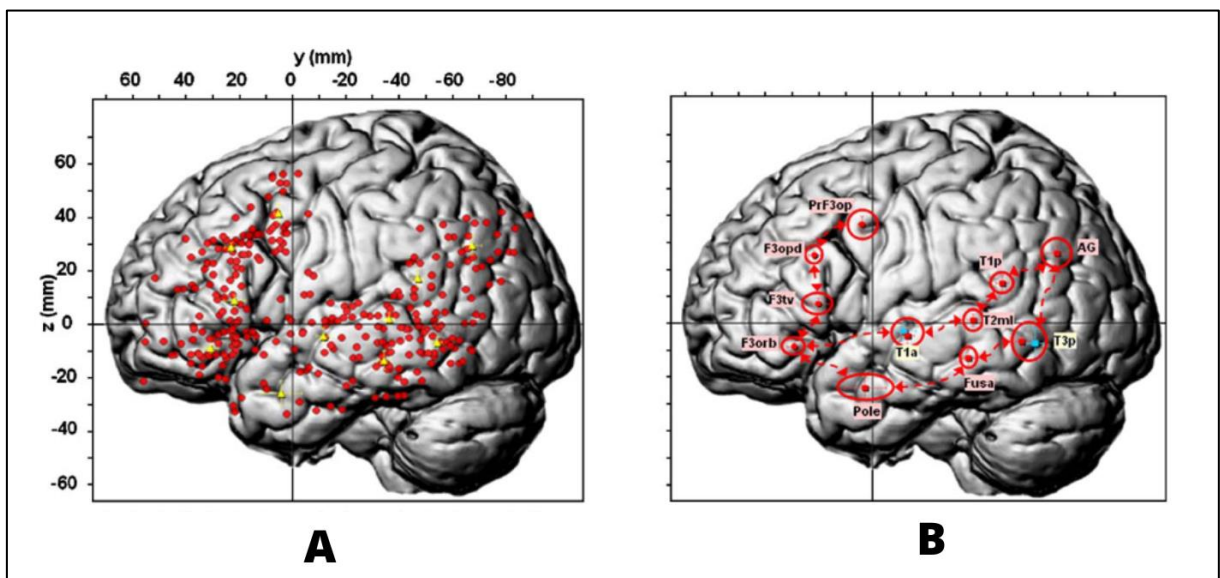 y (mm)
60 40 20 0 -20 -40 -60 -80
z (mm)
60
40
20
0
-20
-40
-60
A
PrF3op
F3opd
AG
T1p
F3tv
T2ml
F3orb
T1a
T3p
Fusa
Pole
B